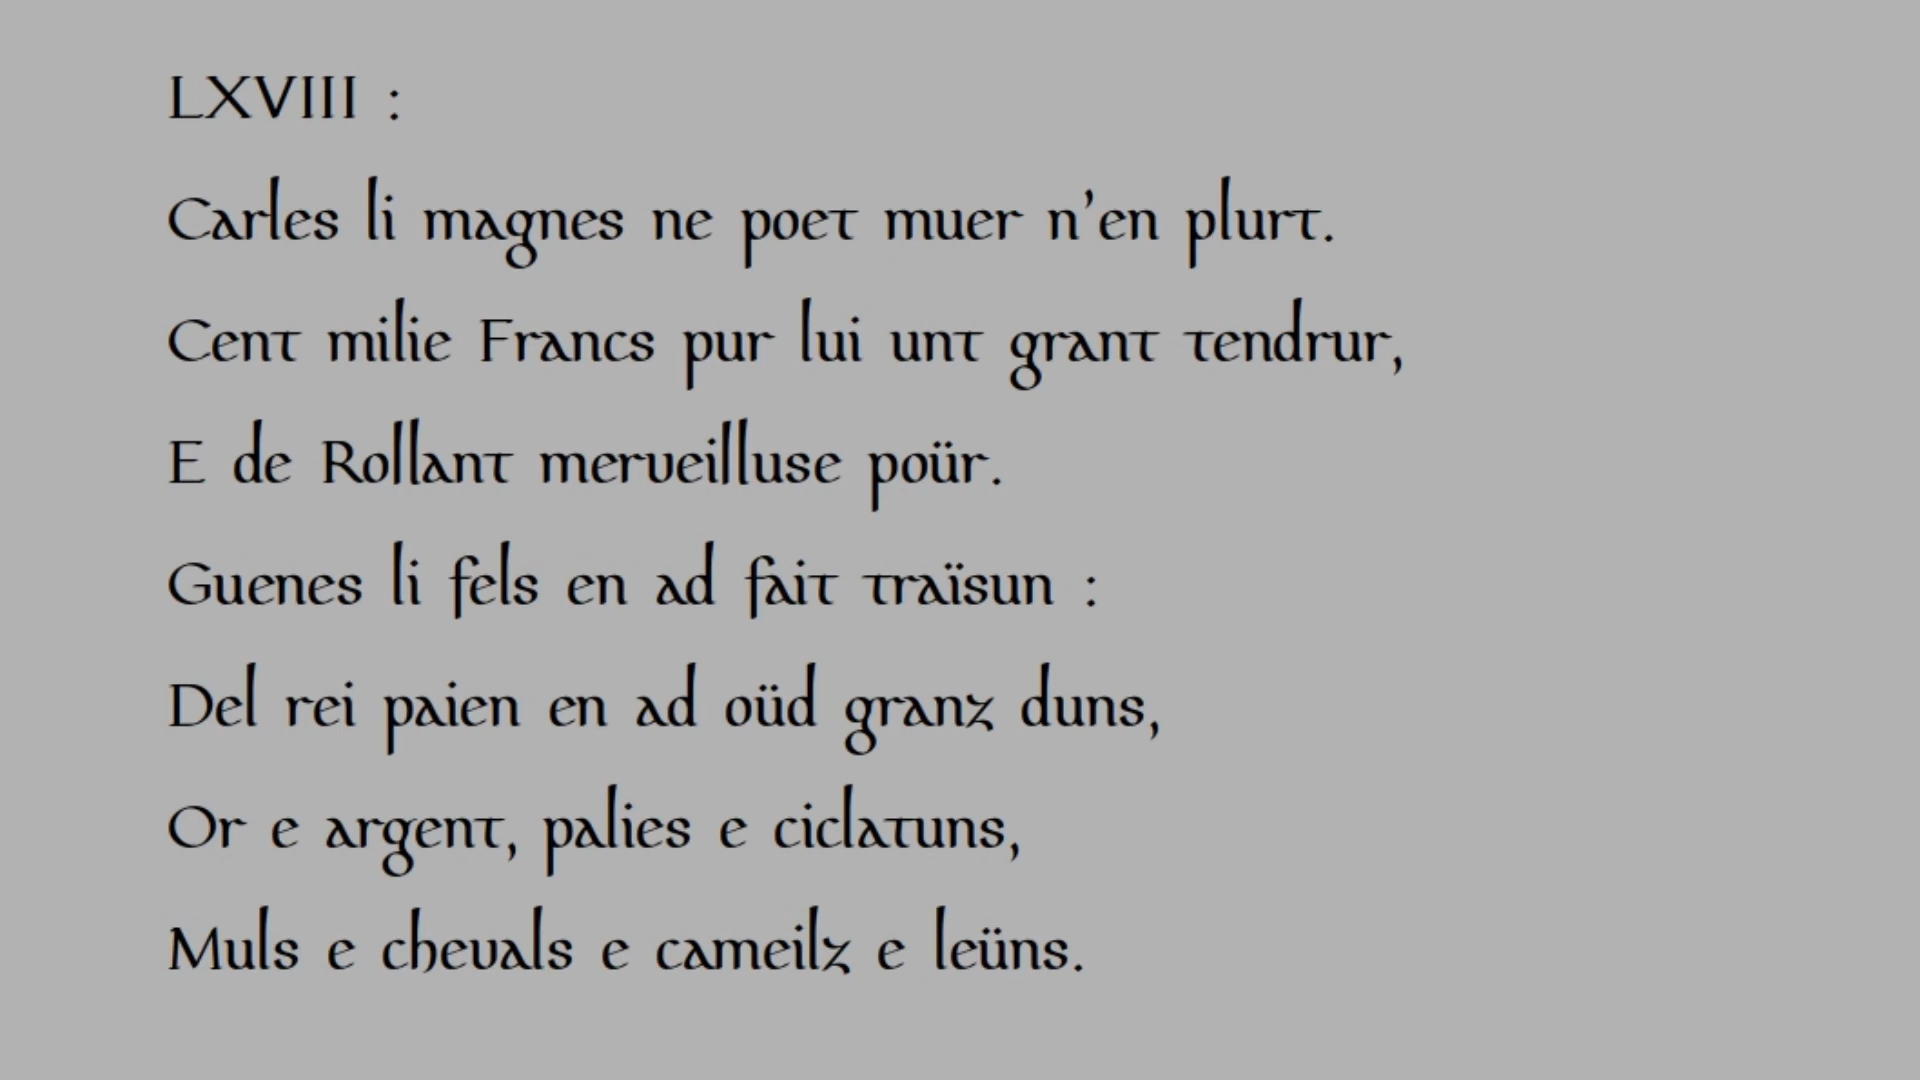 LXVIII :
Carles li magnes ne poet muer n’en plurt.
Cent milie Francs pur lui unt grant tendrur,
E de Rollant merveilluse poür.
Guenes li fels en ad fait traïsun :
Del rei paien en ad oüd granz duns,
Or e argent, palies e ciclatuns,
Muls e chevals e cameilz e leüns.